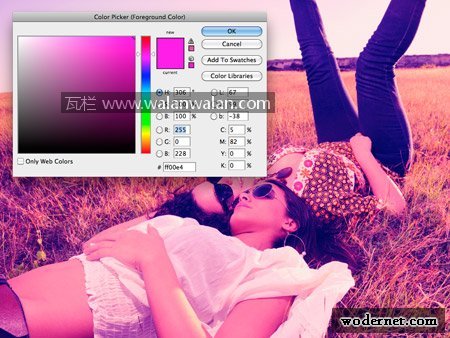 Color Picker (Foreground Color)
new
current
OK
Cancel
Add To Swatches
Color Libraries
H: 306 °
L: 67
b: -38
B: 100 %
R: 255
C: 5 %
G: 0
M: 82 %
B: 228
Y: 0 %
# ff00e4
K: 0 %
Only Web Colors
瓦栏 www.walanwalan.com
wodernet.com